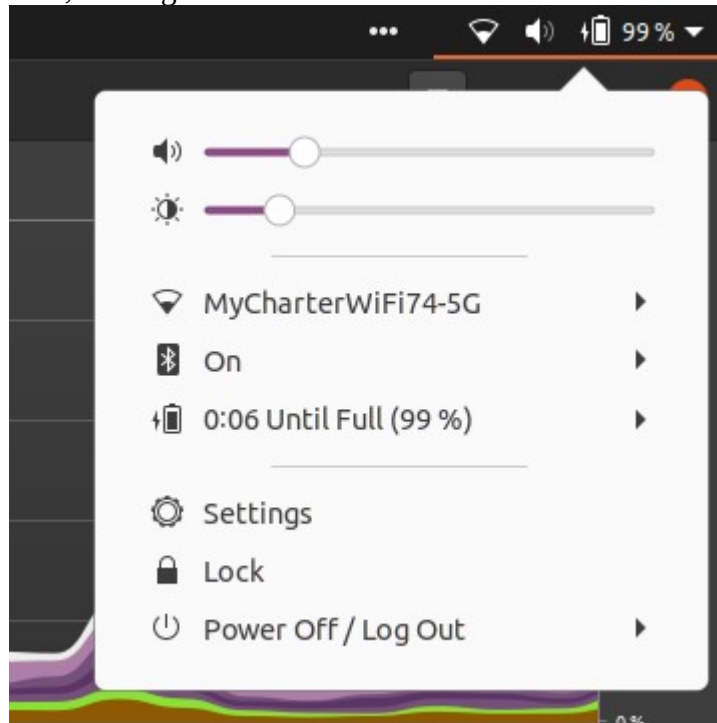 99 %
MyCharterWiFi74-5G
On
0:06 Until Full (99 %)
Settings
Lock
Power Off / Log Out